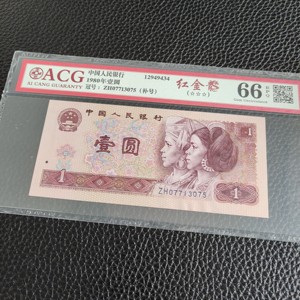 ACG
AI CANG GUARANTY
中国人民银行
1980年壹圆
冠号：ZH07713075（补号）
12949434
红金龙
（☆☆☆）
66 EPQ
中国人民银行
壹圆
1
1
ZH07713075